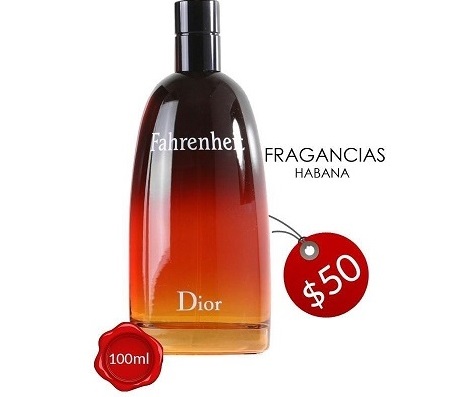 Fahrenheit
FRAGANCIAS
HABANA
$50
Dior
100ml